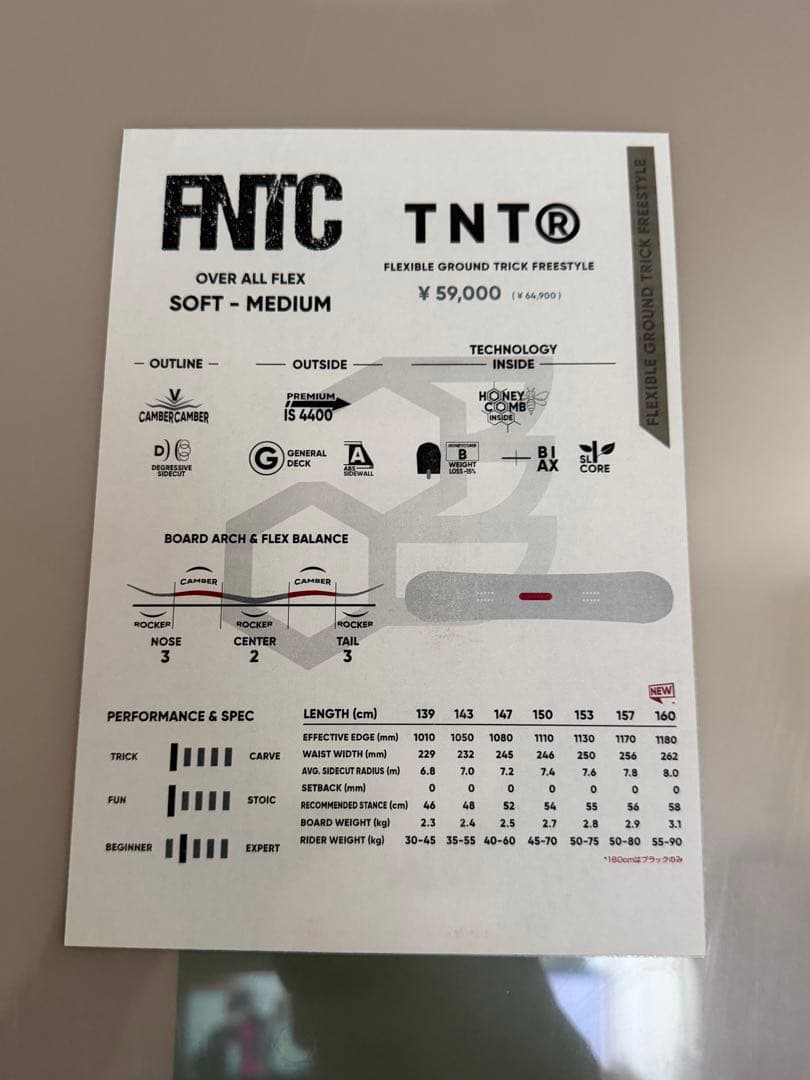 FNTC
TNT®
FLEXIBLE GROUND TRICK FREESTYLE
OVER ALL FLEX
SOFT - MEDIUM
¥ 59,000 (¥ 64,900)
FLEXIBLE GROUND TRICK FREESTYLE
OUTLINE
OUTSIDE
TECHNOLOGY
INSIDE
V
CAMBERCAMBER
PREMIUM
IS 4400
HONEY
COMB
INSIDE
D)
DEGRESSIVE
SIDECUT
G
GENERAL
DECK
A
ABS
SIDEWALL
HONEYCOMB
B
WEIGHT
LOSS -15%
BI
AX
SL
CORE
BOARD ARCH & FLEX BALANCE
CAMBER CAMBER
ROCKER ROCKER ROCKER
NOSE CENTER TAIL
3 2 3
NEW
PERFORMANCE & SPEC
TRICK CARVE
FUN STOIC
BEGINNER EXPERT
LENGTH (cm) 139 143 147 150 153 157 160
EFFECTIVE EDGE (mm) 1010 1050 1080 1110 1130 1170 1180
WAIST WIDTH (mm) 229 232 245 246 250 256 262
AVG. SIDECUT RADIUS (m) 6.8 7.0 7.2 7.4 7.6 7.8 8.0
SETBACK (mm) 0 0 0 0 0 0 0
RECOMMENDED STANCE (cm) 46 48 52 54 55 56 58
BOARD WEIGHT (kg) 2.3 2.4 2.5 2.7 2.8 2.9 3.1
RIDER WEIGHT (kg) 30-45 35-55 40-60 45-70 50-75 50-80 55-90
*160cmはブラックのみ